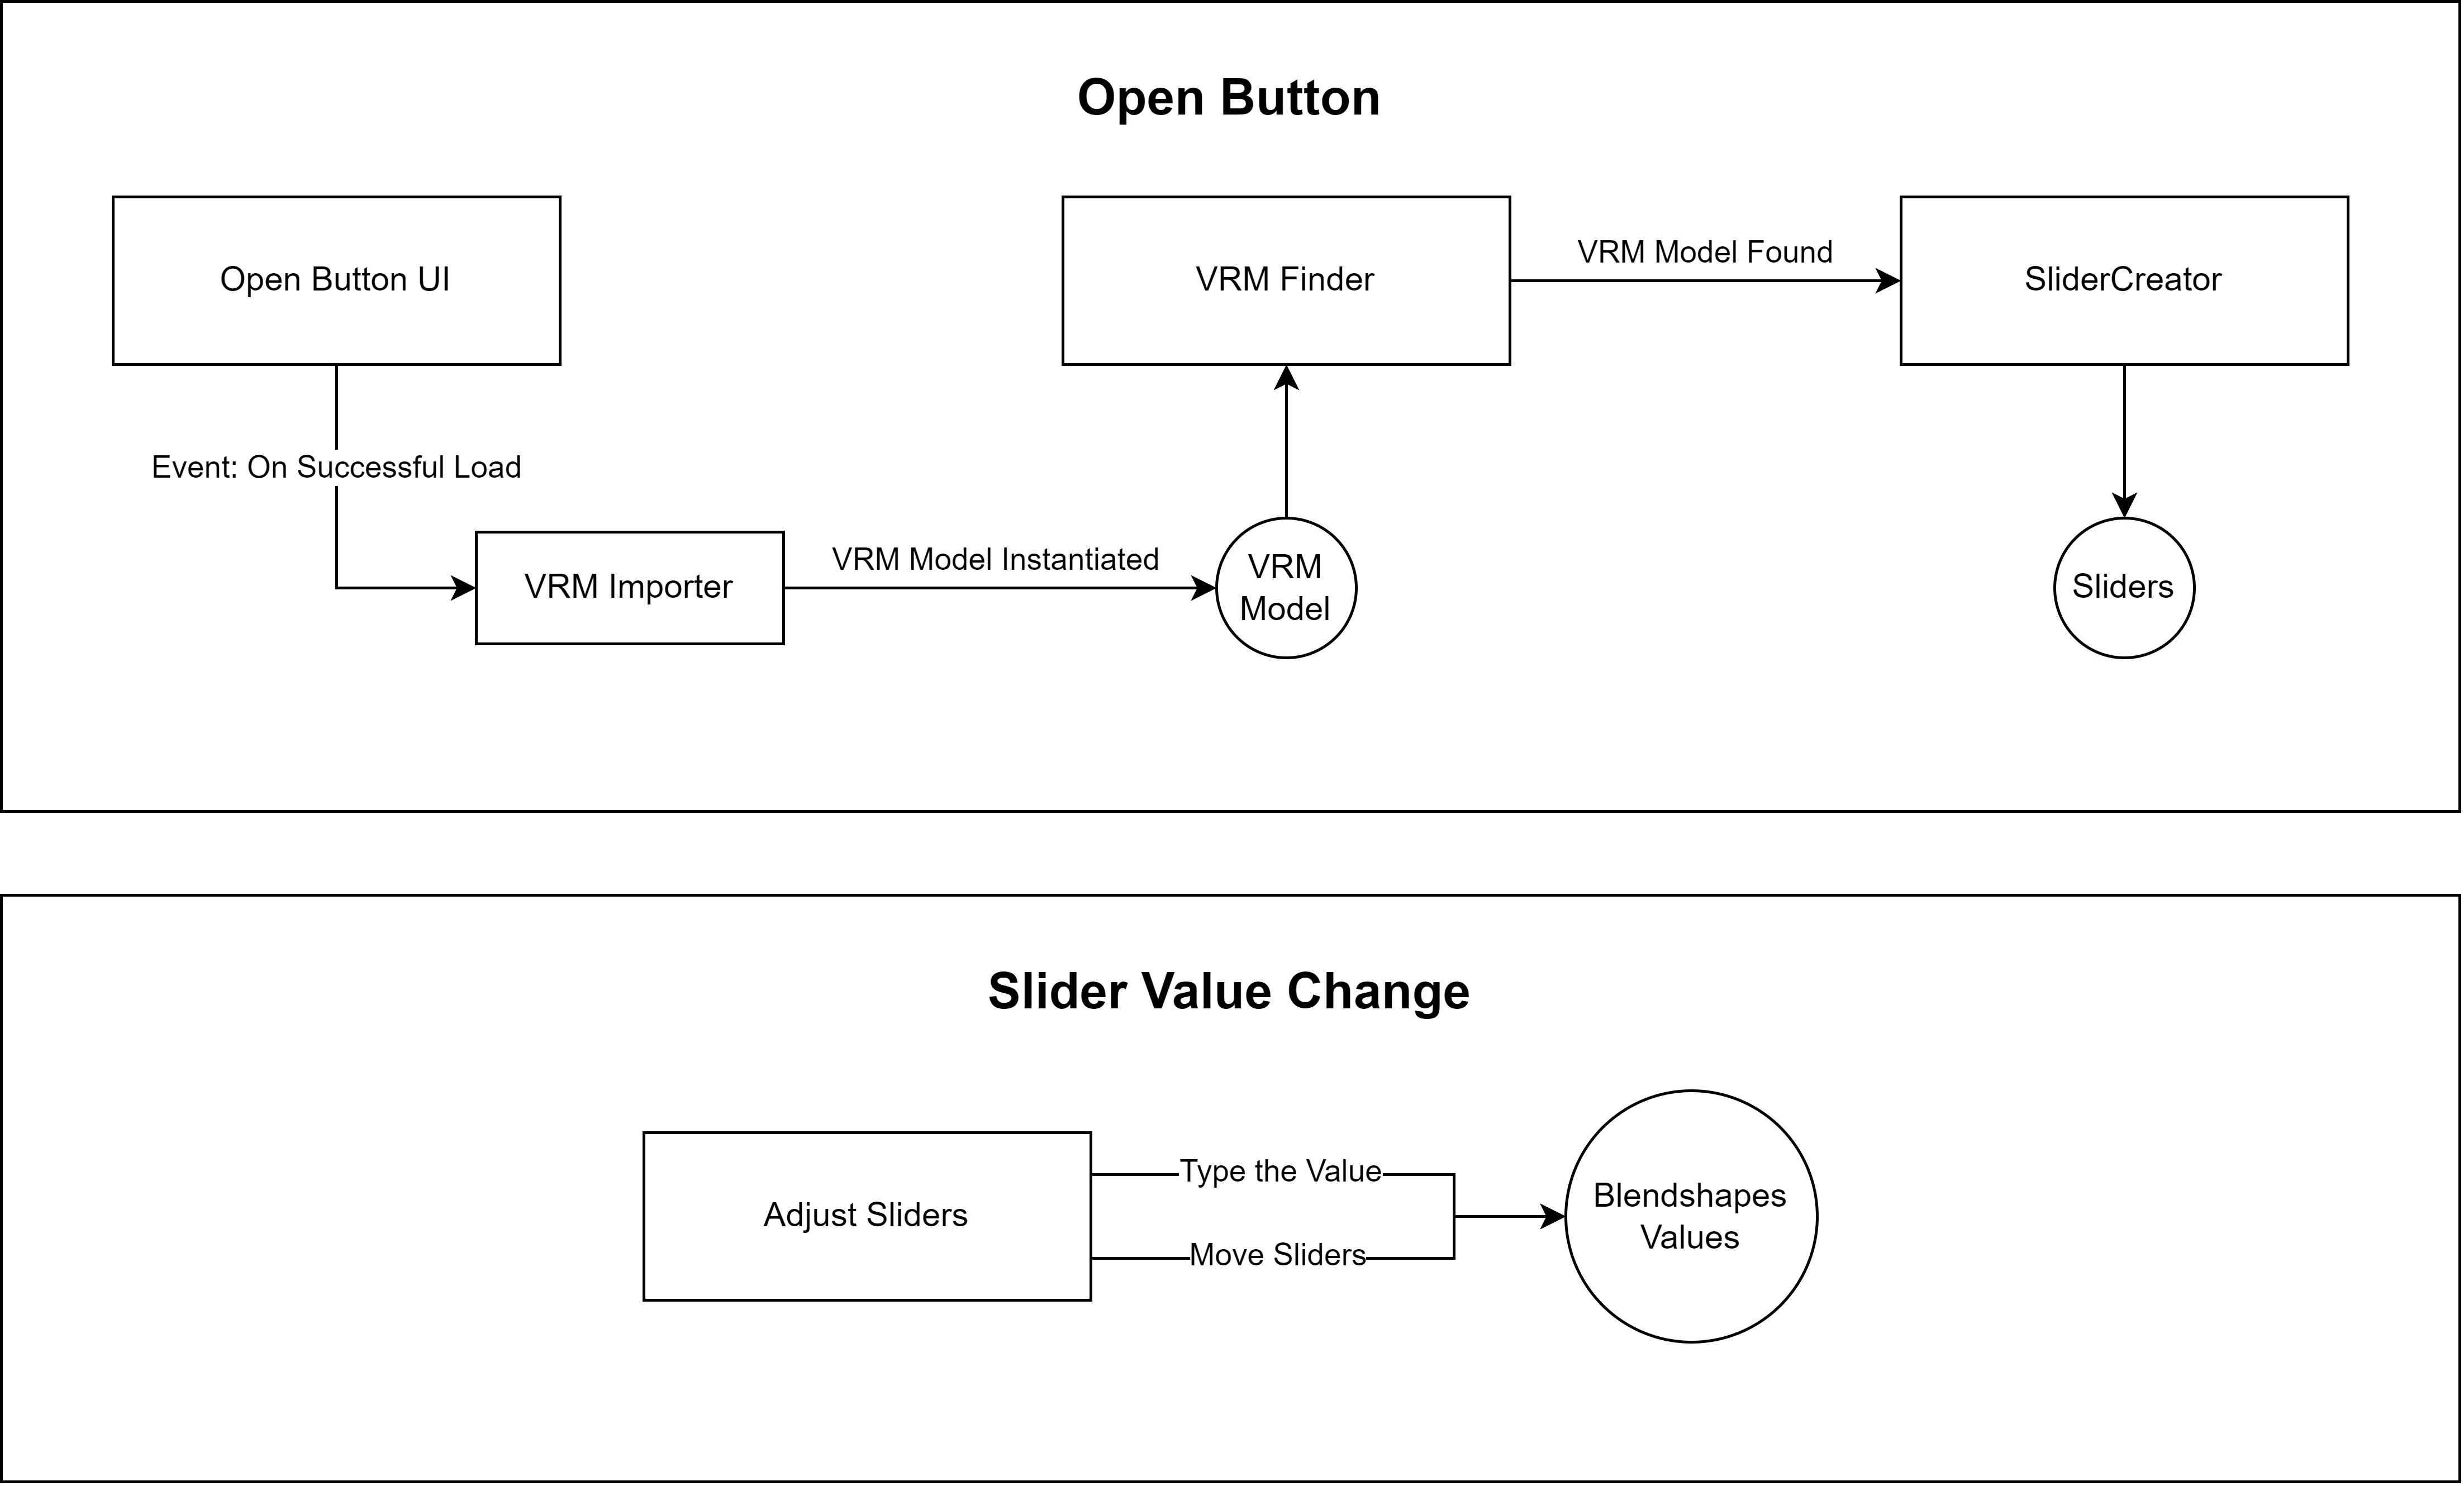 Open Button
Open Button UI
VRM Finder
VRM Model Found
SliderCreator
Event: On Successful Load
VRM Importer
VRM Model Instantiated
VRM
Model
Sliders
Slider Value Change
Adjust Sliders
Type the Value
Move Sliders
Blendshapes
Values